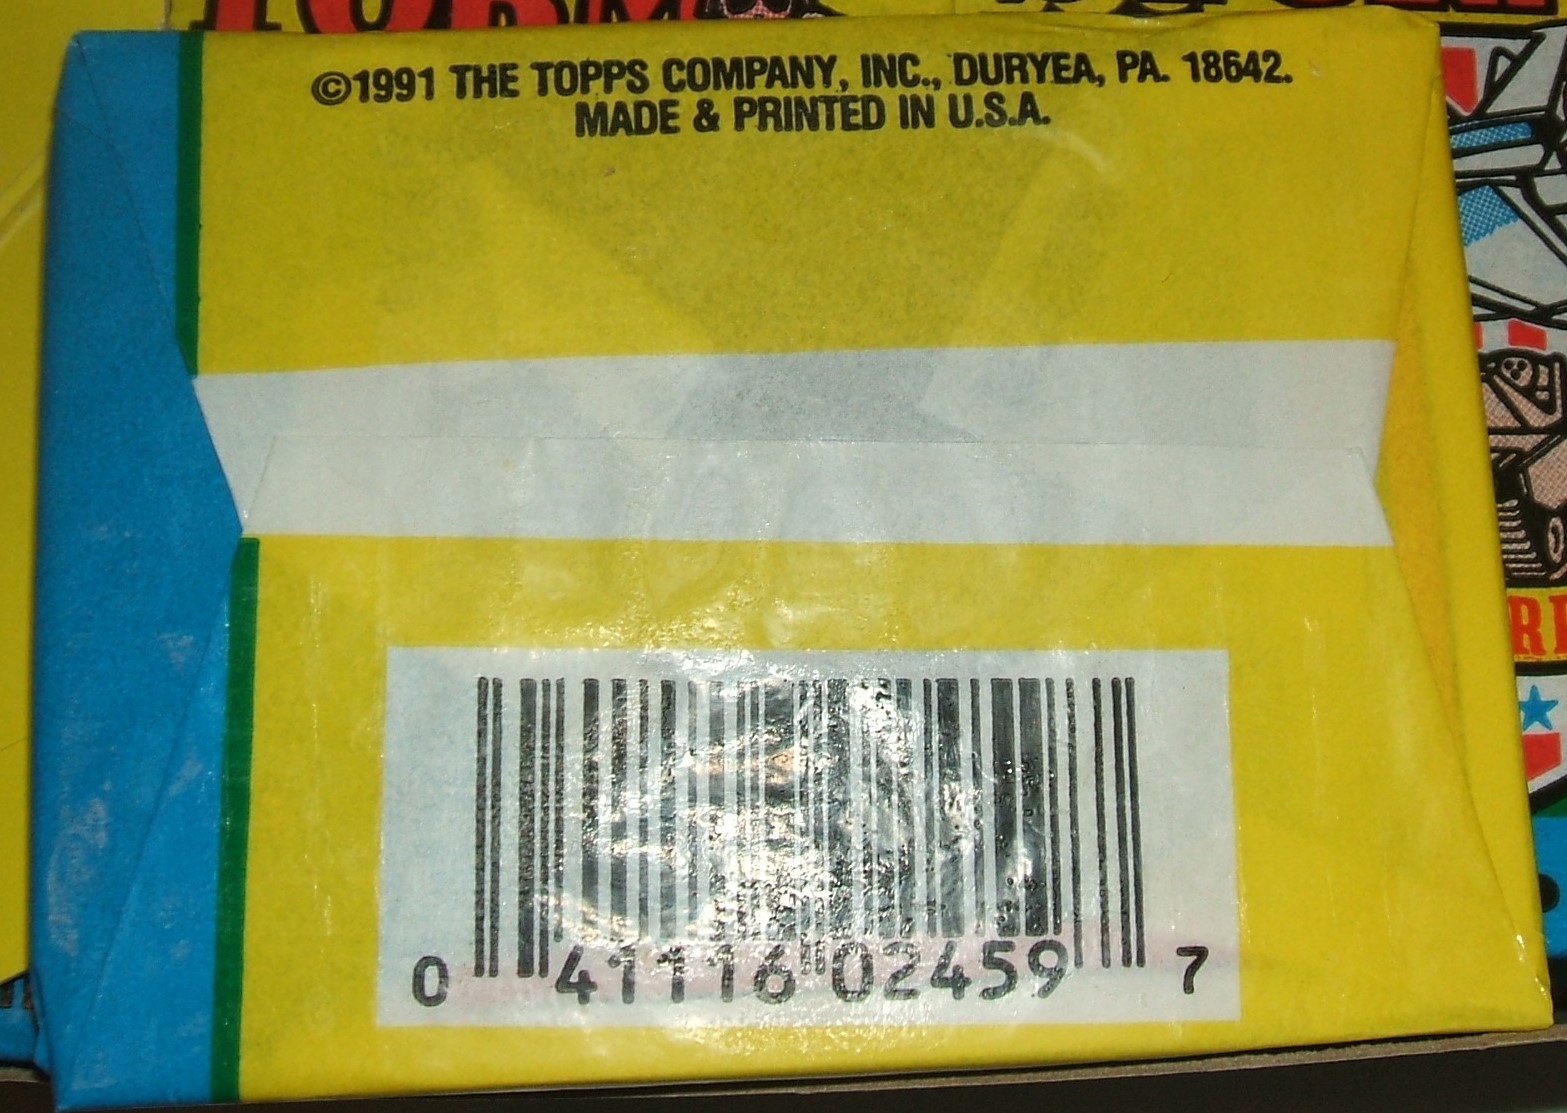 ©1991 THE TOPPS COMPANY, INC., DURYEA, PA. 18642.
MADE & PRINTED IN U.S.A.
0 41116 02459 7